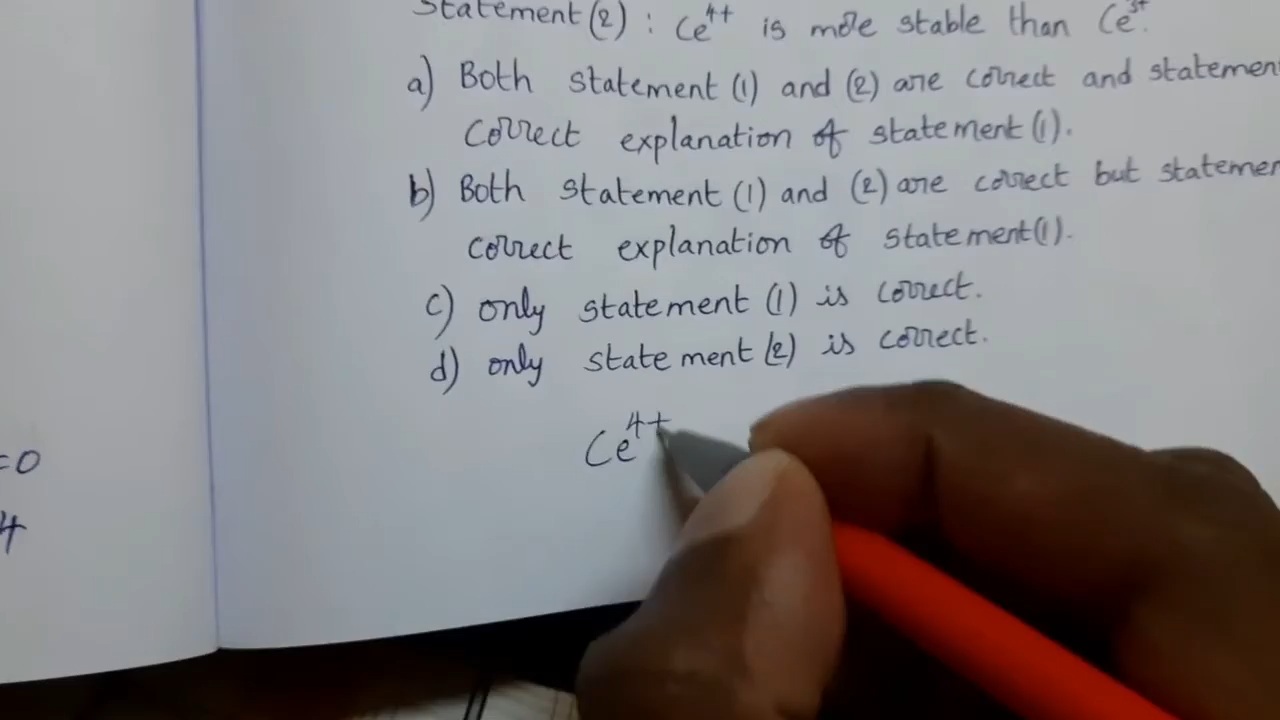 Statement (2) : Ce⁴⁺ is more stable than Ce³⁺.
a) Both statement (1) and (2) are correct and statemen
correct explanation of statement (1).
b) Both statement (1) and (2) are correct but statemen
correct explanation of statement (1).
c) only statement (1) is correct.
d) only statement (2) is correct.
Ce⁴⁺
=0
4